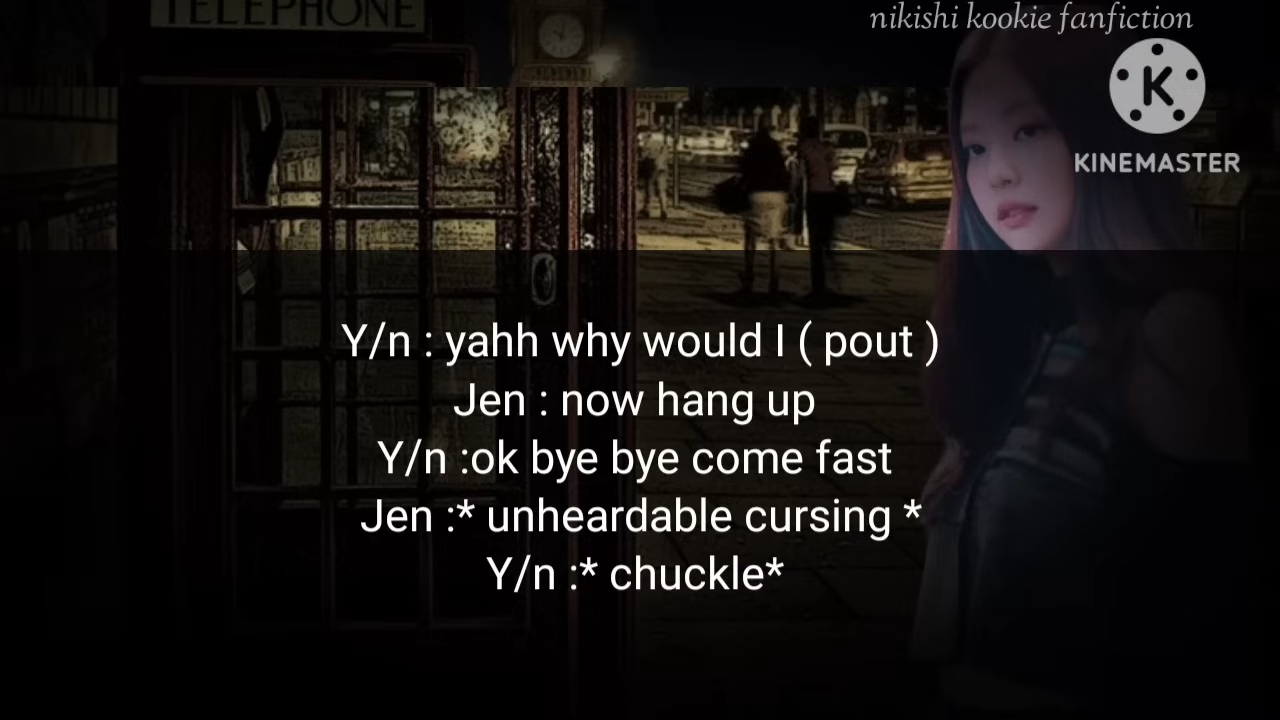 TELEPHONE
nikishi kookie fanfiction
K
KINEMASTER
Y/n : yahh why would I ( pout )
Jen : now hang up
Y/n :ok bye bye come fast
Jen :* unheardable cursing *
Y/n :* chuckle*